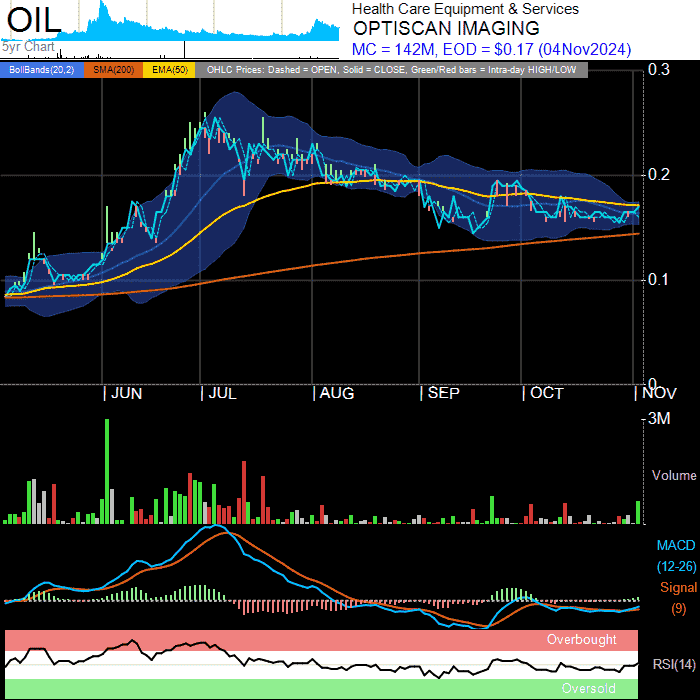 OIL
5yr Chart
Health Care Equipment & Services
OPTISCAN IMAGING
MC = 142M, EOD = $0.17 (04Nov2024)
BollBands(20,2) SMA(200) EMA(50) OHLC Prices: Dashed = OPEN, Solid = CLOSE, Green/Red bars = Intra-day HIGH/LOW
0.3
0.2
0.1
0
JUN JUL AUG SEP OCT NOV
3M
Volume
MACD
(12-26)
Signal
(9)
Overbought
RSI(14)
Oversold